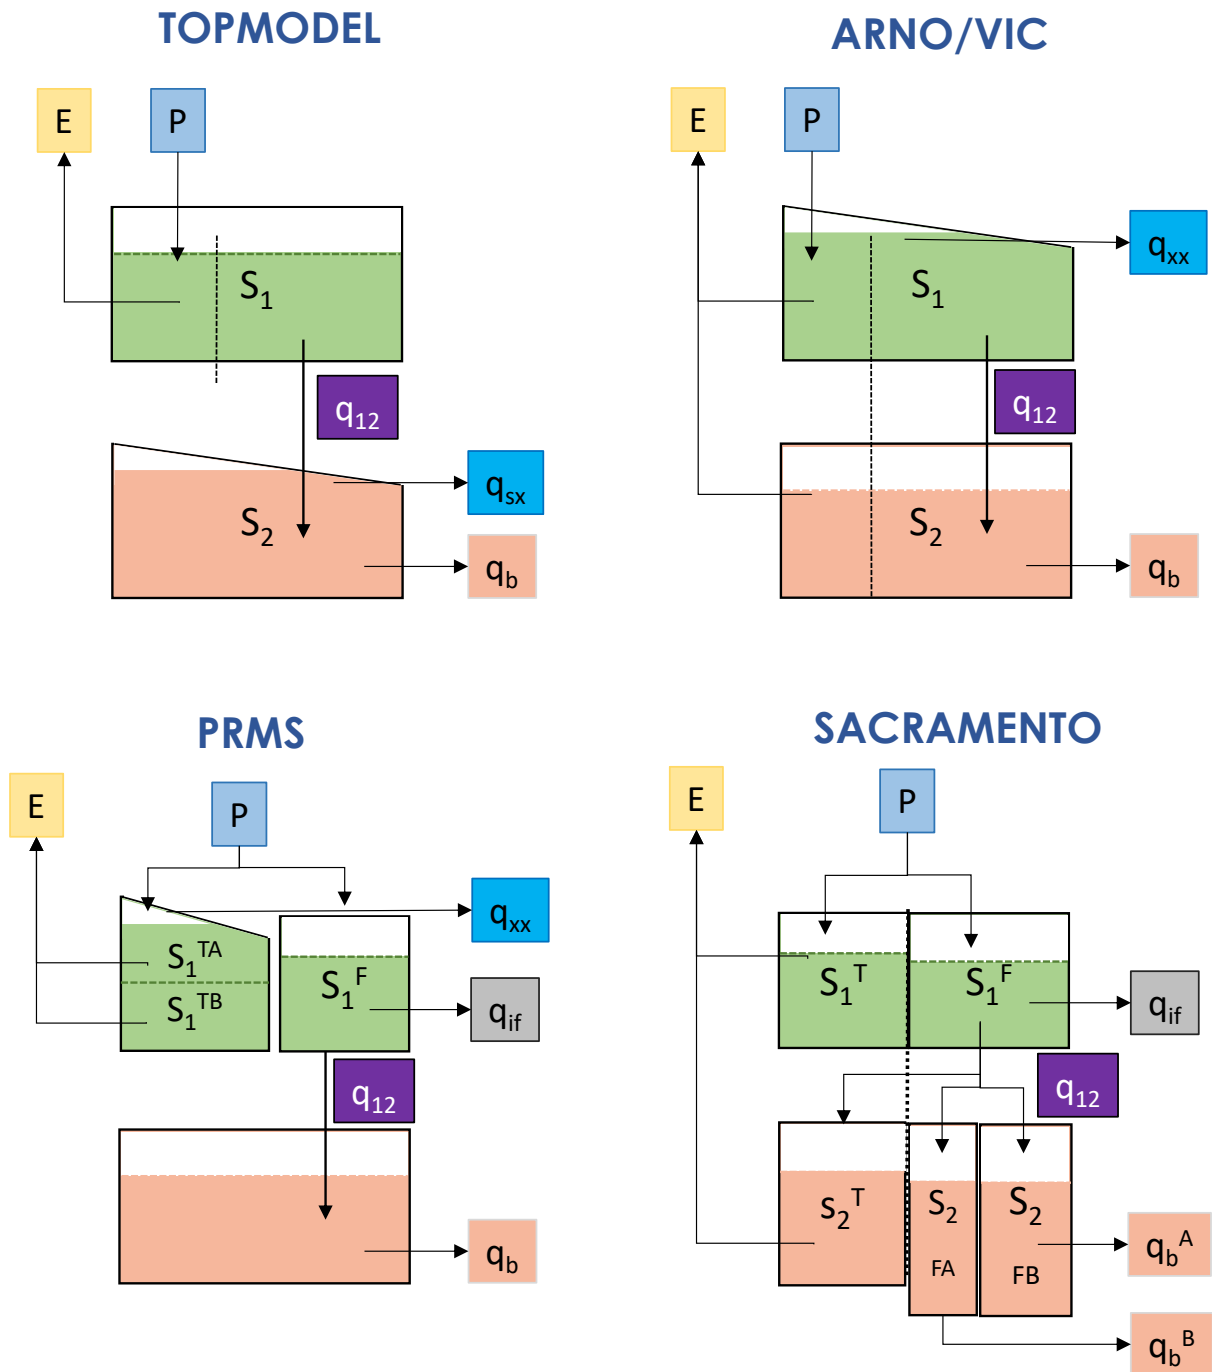 TOPMODEL
E
P
S1
q12
qsx
S2
qb
ARNO/VIC
E
P
qxx
S1
q12
S2
qb
PRMS
E
P
qxx
S1TA
S1TB
S1F
qif
q12
qb
SACRAMENTO
E
P
S1T
S1F
qif
q12
s2T
S2
FA
S2
FB
qbA
qbB